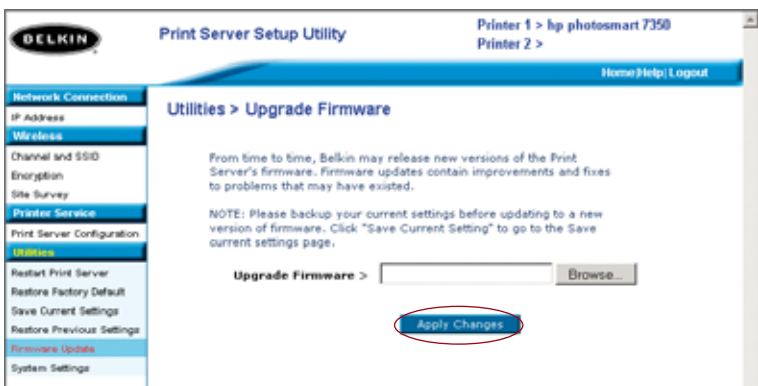 BELKIN
Print Server Setup Utility
Printer 1 > hp photosmart 7350
Printer 2 >
Home|Help|Logout
Network Connection
IP Address
Wireless
Channel and SSID
Encryption
Site Survey
Printer Service
Print Server Configuration
Utilities
Restart Print Server
Restore Factory Default
Save Current Settings
Restore Previous Settings
Firmware Update
System Settings
Utilities > Upgrade Firmware
From time to time, Belkin may release new versions of the Print
Server's firmware. Firmware updates contain improvements and fixes
to problems that may have existed.
NOTE: Please backup your current settings before updating to a new
version of firmware. Click "Save Current Setting" to go to the Save
current settings page.
Upgrade Firmware >
Browse...
Apply Changes